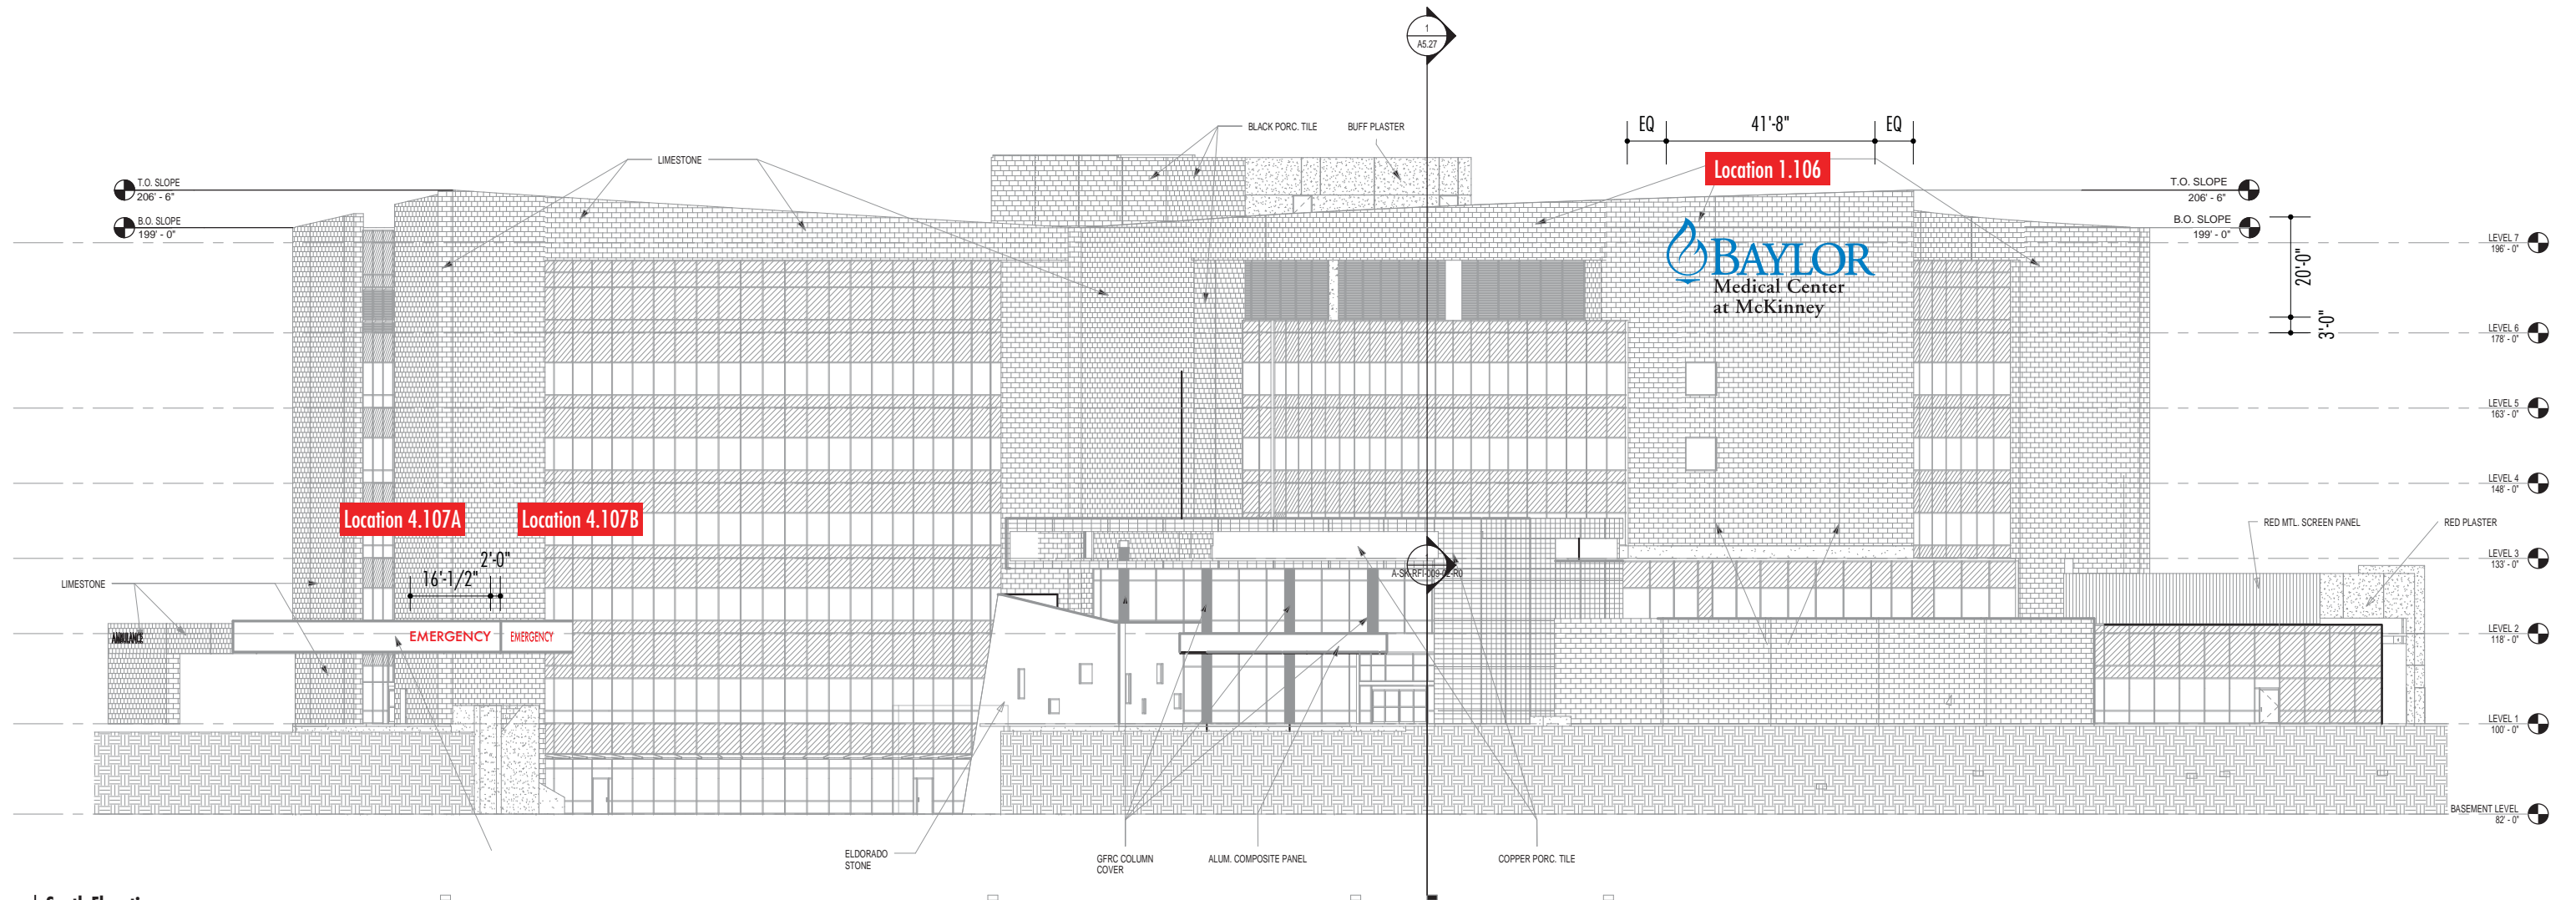 1
A5.27
EQ
41'-8"
EQ
BLACK PORC. TILE
BUFF PLASTER
LIMESTONE
Location 1.106
T.O. SLOPE
206' - 6"
B.O. SLOPE
199' - 0"
T.O. SLOPE
206' - 6"
B.O. SLOPE
199' - 0"
LEVEL 7
196' - 0"
20'-0"
3'-0"
BAYLOR
Medical Center
at McKinney
LEVEL 6
178' - 0"
LEVEL 5
163' - 0"
LEVEL 4
148' - 0"
Location 4.107A
Location 4.107B
RED MTL. SCREEN PANEL
RED PLASTER
2'-0"
16'-1/2"
LEVEL 3
133' - 0"
LIMESTONE
AMBULANCE
EMERGENCY
EMERGENCY
LEVEL 2
118' - 0"
LEVEL 1
100' - 0"
BASEMENT LEVEL
82' - 0"
ELDORADO
STONE
GFRC COLUMN
COVER
ALUM. COMPOSITE PANEL
COPPER PORC. TILE